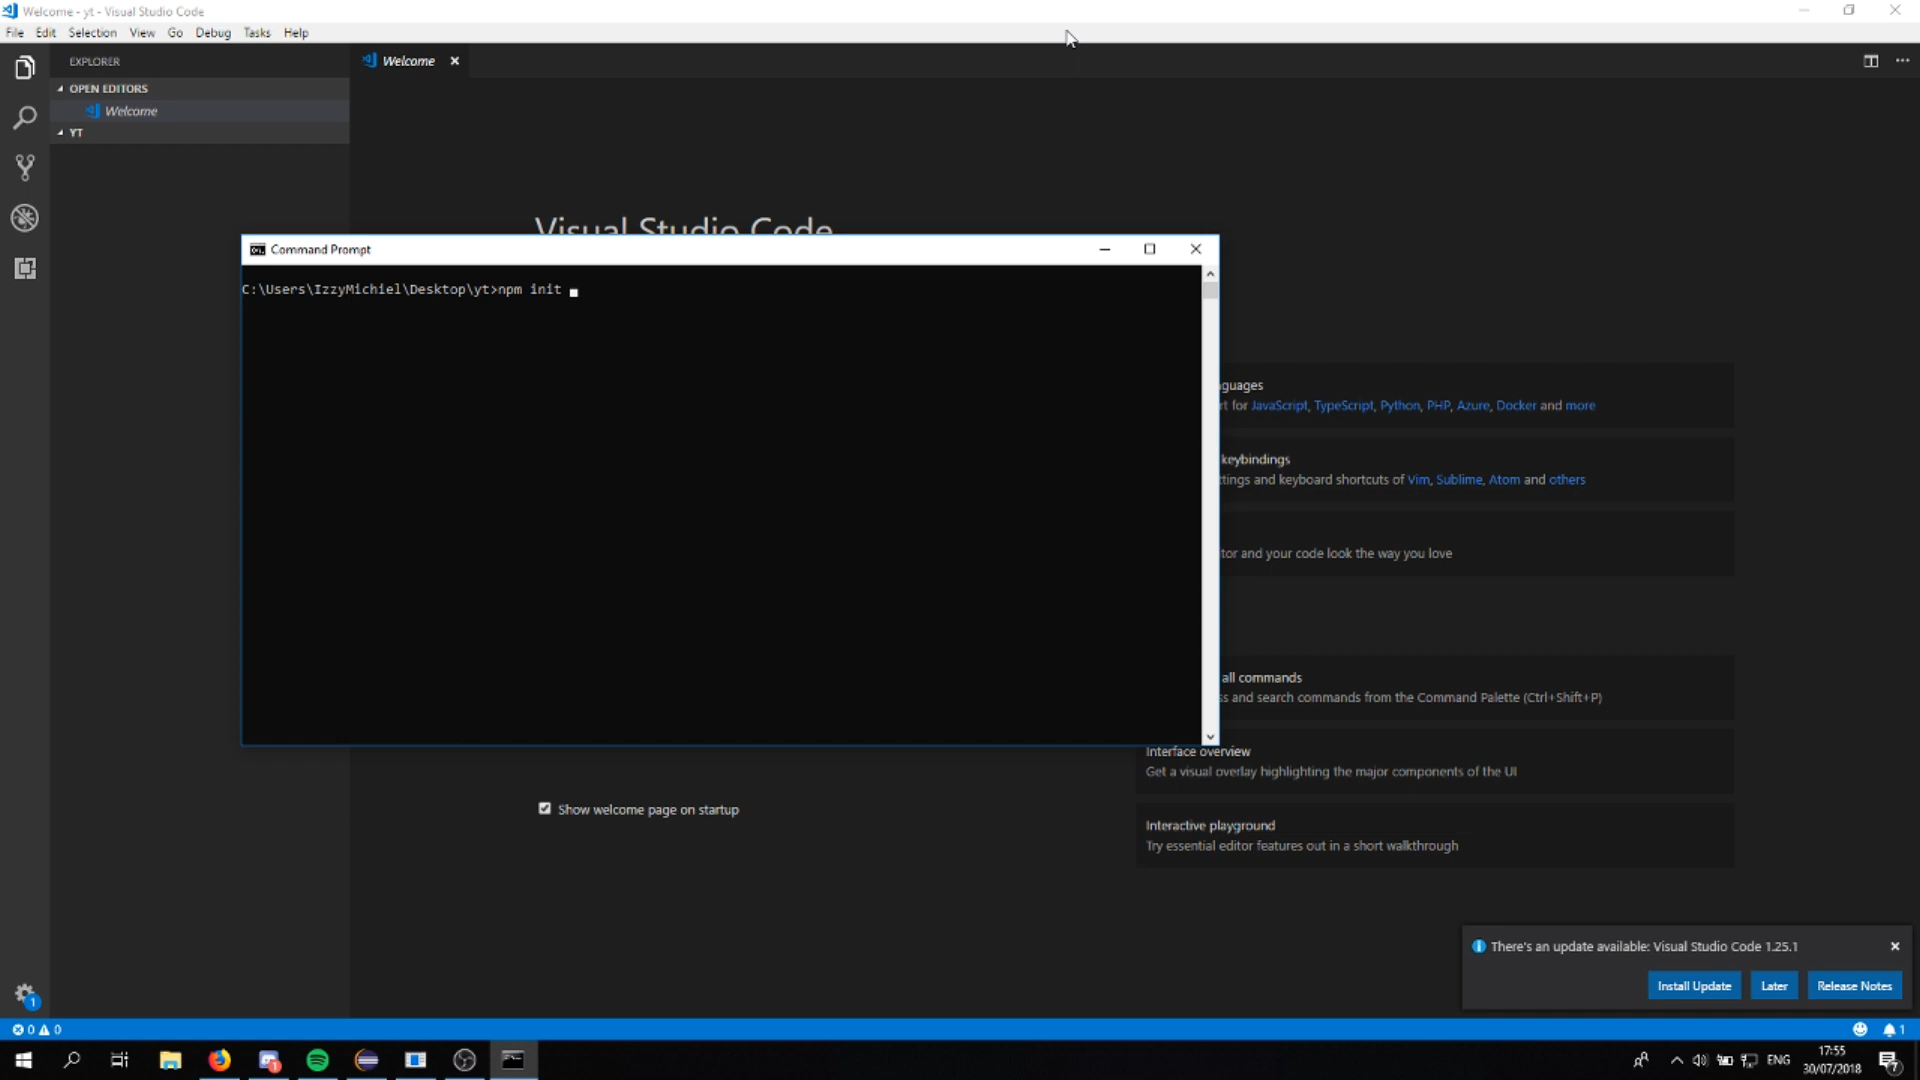 Welcome - yt - Visual Studio Code
File Edit Selection View Go Debug Tasks Help
EXPLORER
Welcome
OPEN EDITORS
Welcome
YT
Visual Studio Code
Command Prompt
C:\Users\IzzyMichiel\Desktop\yt>npm init
for JavaScript, TypeScript, Python, PHP, Azure, Docker and more
keybindings
and keyboard shortcuts of Vim, Sublime, Atom and others
and your code look the way you love
all commands
and search commands from the Command Palette (Ctrl+Shift+P)
Interface overview
Get a visual overlay highlighting the major components of the UI
Interactive playground
Try essential editor features out in a short walkthrough
Show welcome page on startup
There's an update available: Visual Studio Code 1.25.1
Install Update Later Release Notes
1
0 0
1
1
ENG
17:55
30/07/2018
7